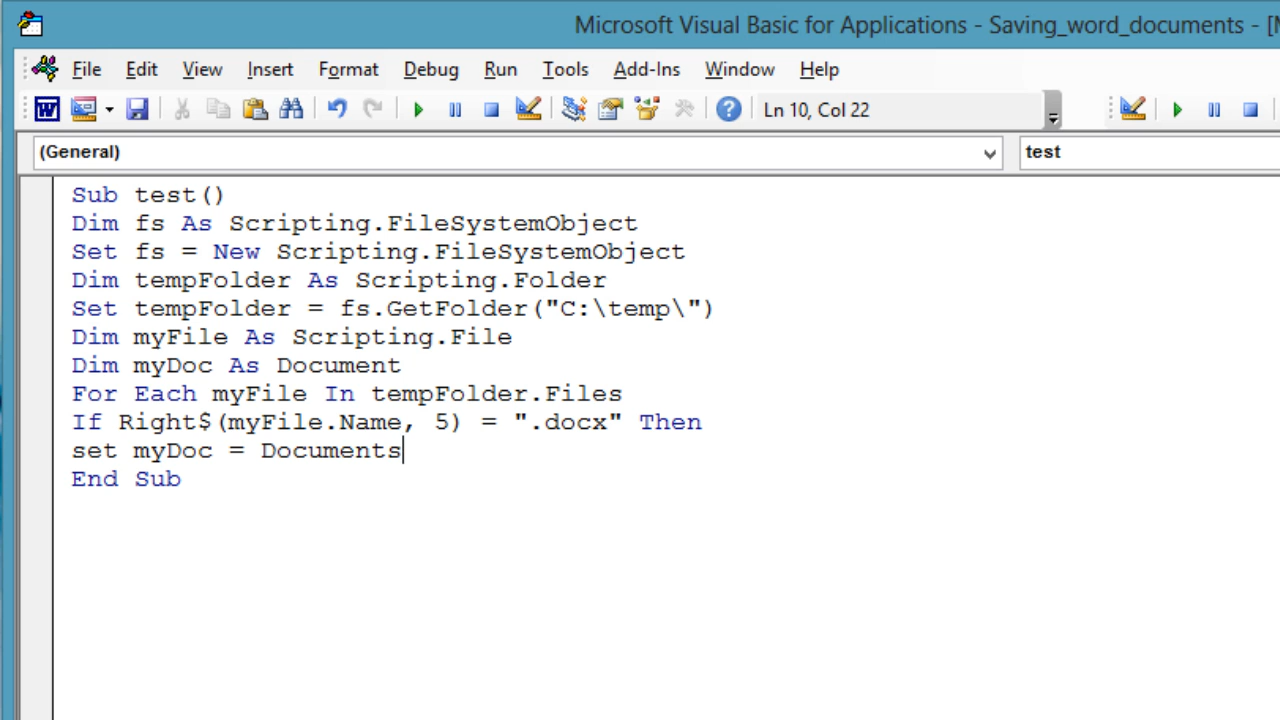 Microsoft Visual Basic for Applications - Saving_word_documents - [
File Edit View Insert Format Debug Run Tools Add-Ins Window Help
Ln 10, Col 22
(General) test
Sub test()
Dim fs As Scripting.FileSystemObject
Set fs = New Scripting.FileSystemObject
Dim tempFolder As Scripting.Folder
Set tempFolder = fs.GetFolder("C:\temp\")
Dim myFile As Scripting.File
Dim myDoc As Document
For Each myFile In tempFolder.Files
If Right$(myFile.Name, 5) = ".docx" Then
set myDoc = Documents
End Sub